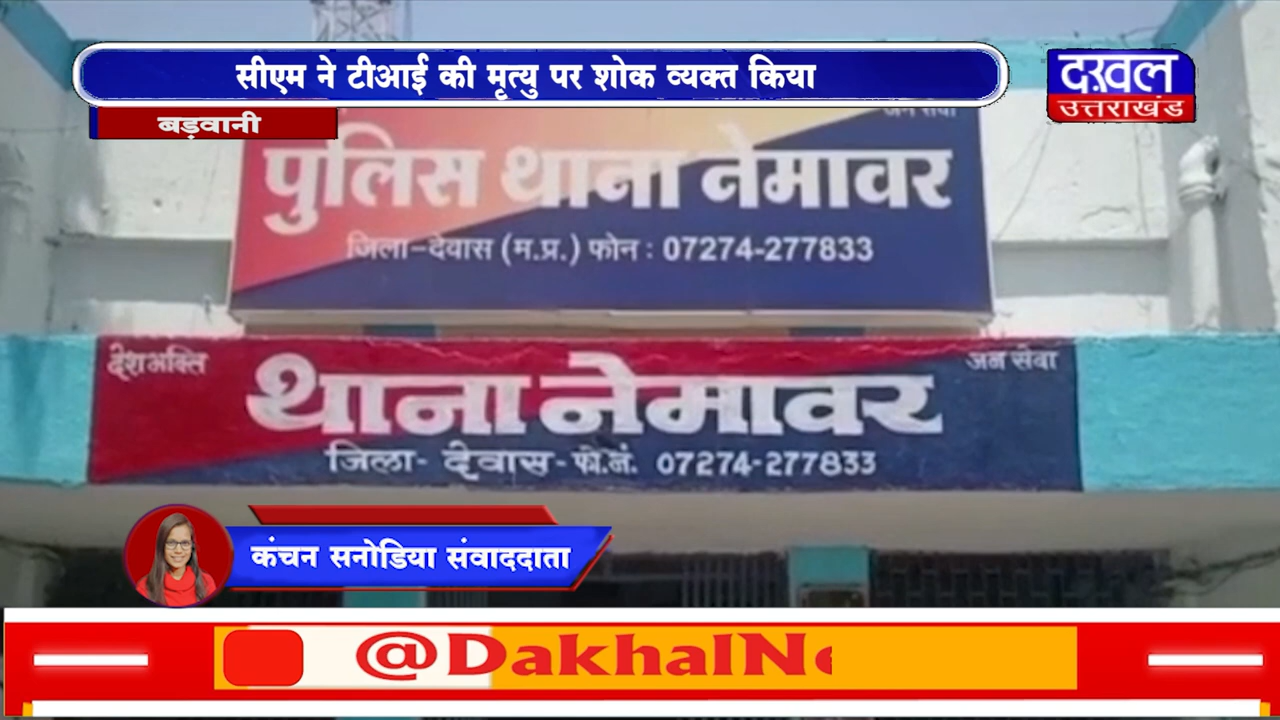 सीएम ने टीआई की मृत्यु पर शोक व्यक्त किया
दख़ल
उत्तराखंड
बड़वानी
जन सेवा
पुलिस थाना नेमावर
जिला-देवास (म.प्र.) फोन : 07274-277833
देशभक्ति
जन सेवा
थाना नेमावर
जिला- देवास-फो.नं. 07274-277833
कंचन सनोडिया संवाददाता
@DakhalNe